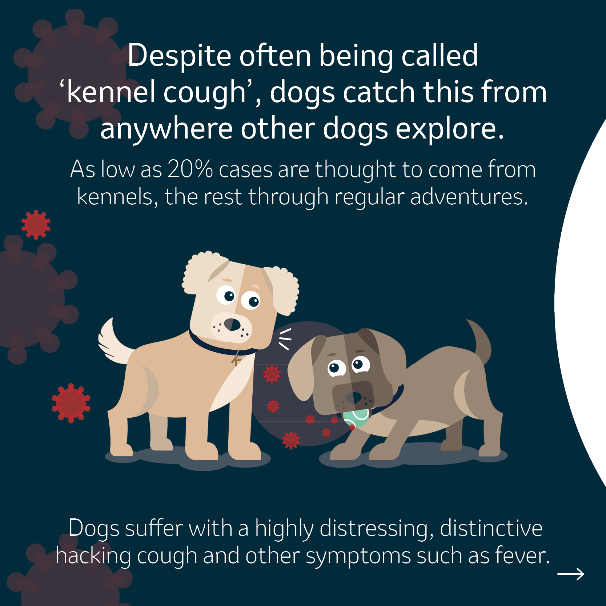 Despite often being called
‘kennel cough’, dogs catch this from
anywhere other dogs explore.
As low as 20% cases are thought to come from
kennels, the rest through regular adventures.
Dogs suffer with a highly distressing, distinctive
hacking cough and other symptoms such as fever.